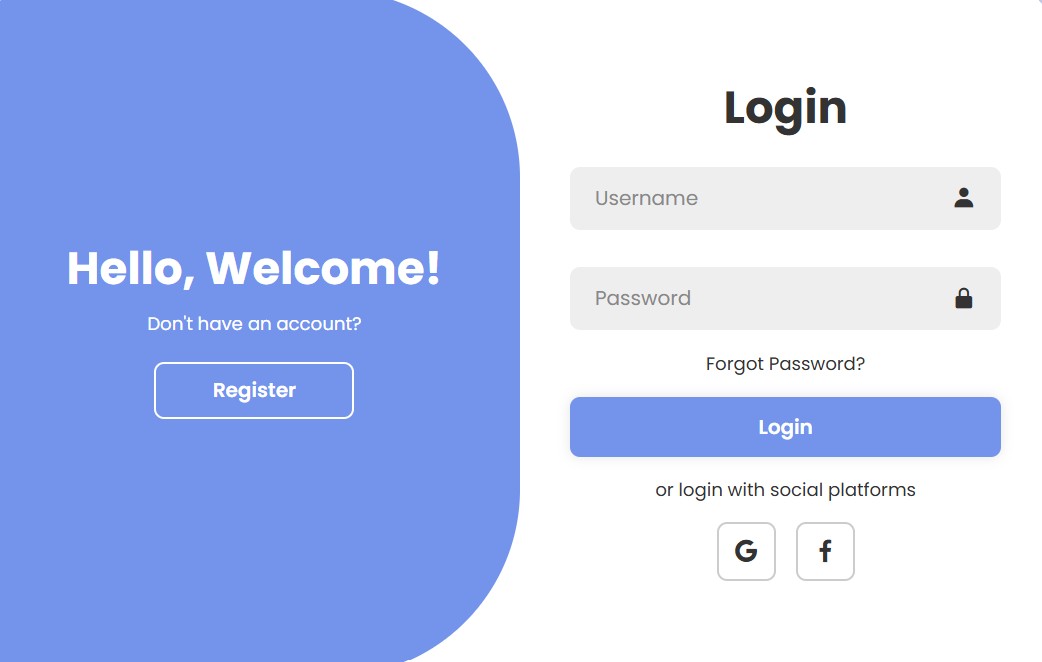 Hello, Welcome!
Don't have an account?
Register
Login
Username
Password
Forgot Password?
Login
or login with social platforms
G f